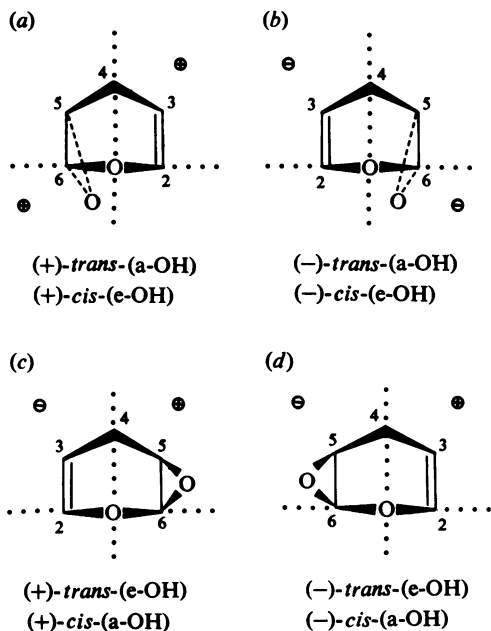 (a)
4
⊕
5
3
6
O
2
⊕
O
(+)-trans-(a-OH)
(+)-cis-(e-OH)
(b)
⊖
4
3
5
2
O
6
O
⊖
(−)-trans-(a-OH)
(−)-cis-(e-OH)
(c)
⊖
⊕
4
3
5
O
2
O
6
(+)-trans-(e-OH)
(+)-cis-(a-OH)
(d)
⊖
⊕
4
5
3
O
6
O
2
(−)-trans-(e-OH)
(−)-cis-(a-OH)